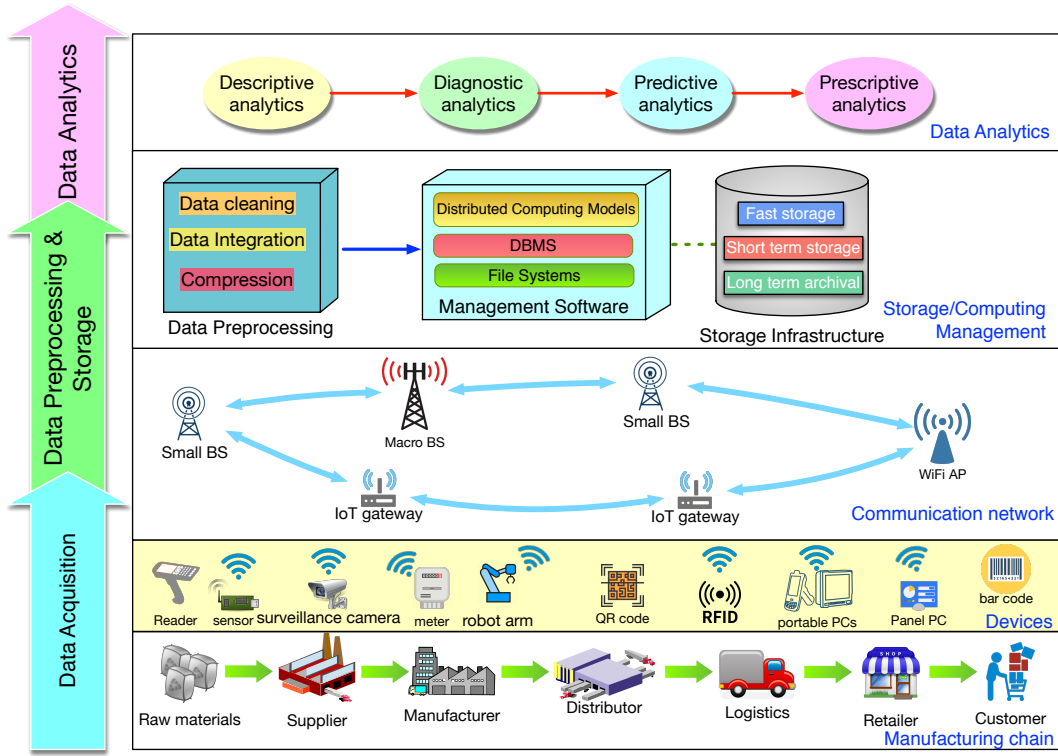 Data Analytics
Data Preprocessing &
Storage
Data Acquisition
Descriptive
analytics
Diagnostic
analytics
Predictive
analytics
Prescriptive
analytics
Data Analytics
Data cleaning
Data Integration
Compression
Data Preprocessing
Distributed Computing Models
DBMS
File Systems
Management Software
Fast storage
Short term storage
Long term archival
Storage Infrastructure
Storage/Computing
Management
Small BS
Macro BS
Small BS
WiFi AP
IoT gateway
IoT gateway
Communication network
Reader
sensor
surveillance camera
meter
robot arm
QR code
RFID
portable PCs
Panel PC
bar code
Devices
Raw materials
Supplier
Manufacturer
Distributor
Logistics
SHOP
Retailer
Customer
Manufacturing chain